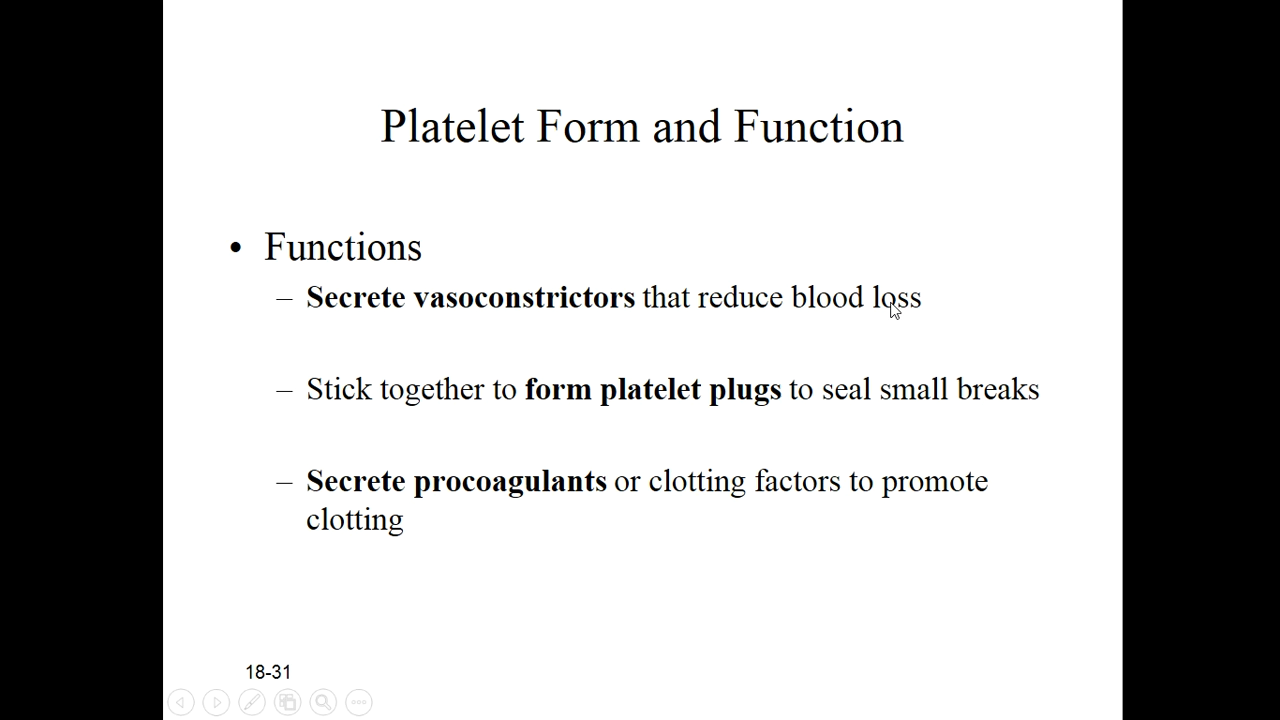 Platelet Form and Function
• Functions
– Secrete vasoconstrictors that reduce blood loss
– Stick together to form platelet plugs to seal small breaks
– Secrete procoagulants or clotting factors to promote
clotting
18-31